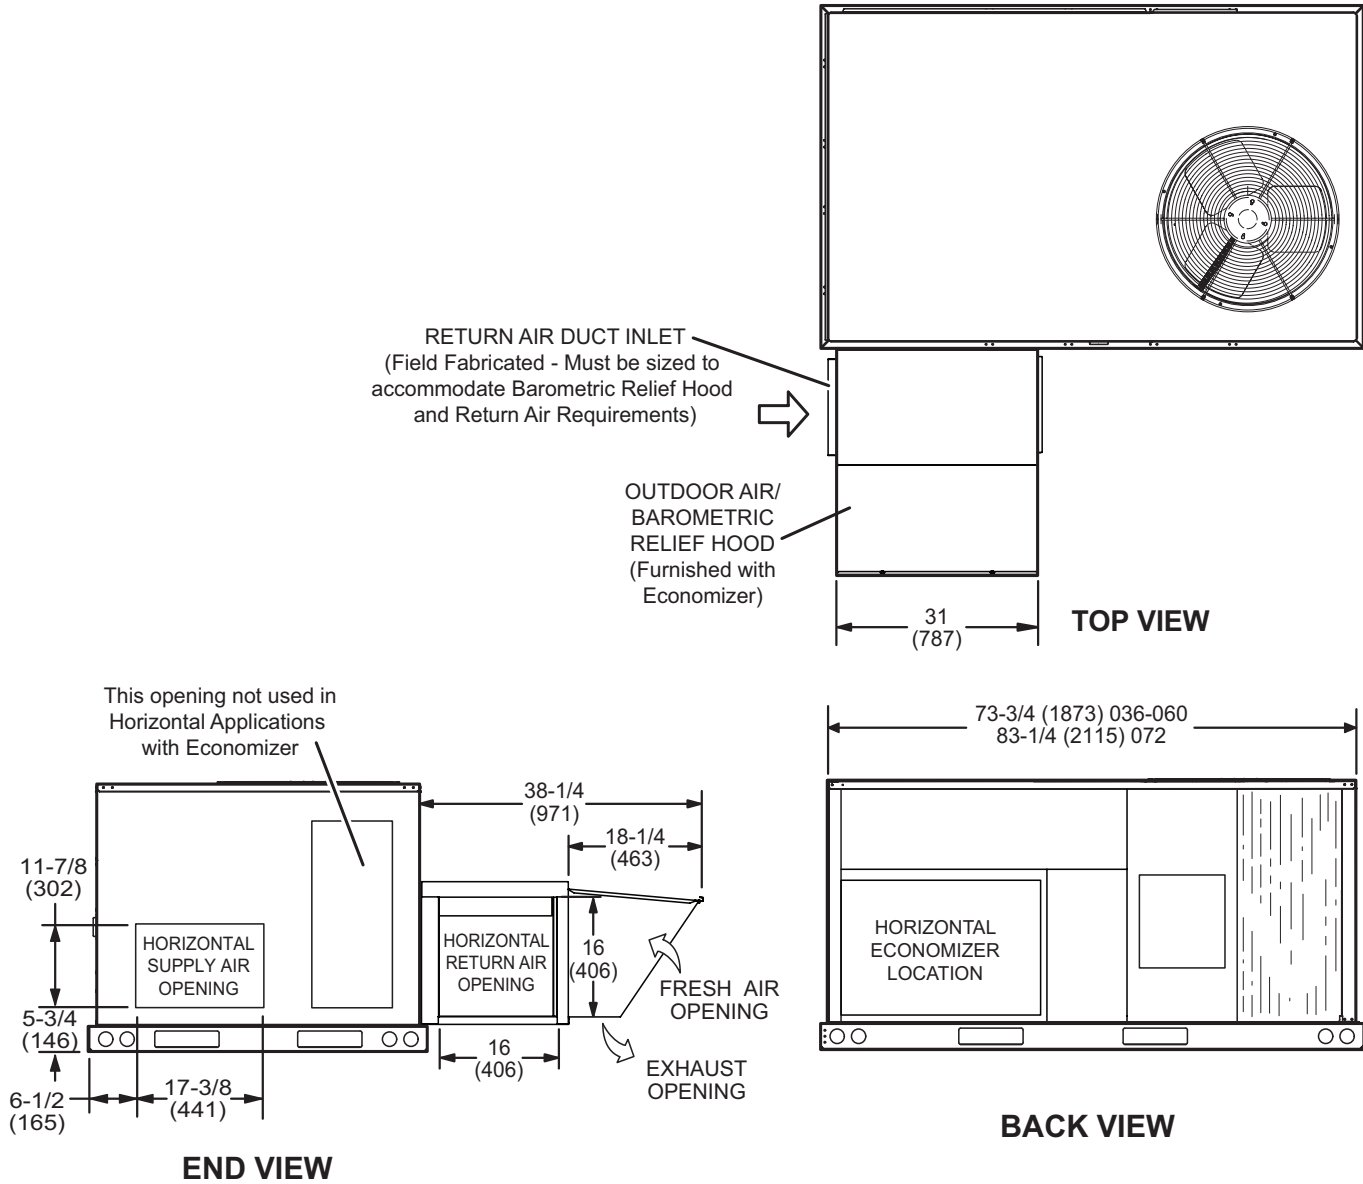 RETURN AIR DUCT INLET
(Field Fabricated - Must be sized to
accommodate Barometric Relief Hood
and Return Air Requirements)
OUTDOOR AIR/
BAROMETRIC
RELIEF HOOD
(Furnished with
Economizer)
31
(787)
TOP VIEW
This opening not used in
Horizontal Applications
with Economizer
38-1/4
(971)
18-1/4
(463)
11-7/8
(302)
HORIZONTAL
SUPPLY AIR
OPENING
HORIZONTAL
RETURN AIR
OPENING
16
(406)
FRESH AIR
OPENING
5-3/4
(146)
16
(406)
EXHAUST
OPENING
6-1/2
(165)
17-3/8
(441)
END VIEW
73-3/4 (1873) 036-060
83-1/4 (2115) 072
HORIZONTAL
ECONOMIZER
LOCATION
BACK VIEW